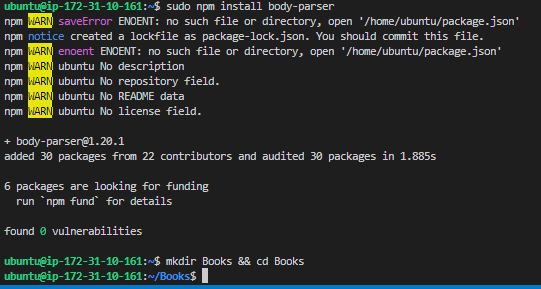 ubuntu@ip-172-31-10-161:~$ sudo npm install body-parser
npm WARN saveError ENOENT: no such file or directory, open '/home/ubuntu/package.json'
npm notice created a lockfile as package-lock.json. You should commit this file.
npm WARN enoent ENOENT: no such file or directory, open '/home/ubuntu/package.json'
npm WARN ubuntu No description
npm WARN ubuntu No repository field.
npm WARN ubuntu No README data
npm WARN ubuntu No license field.
+ body-parser@1.20.1
added 30 packages from 22 contributors and audited 30 packages in 1.885s
6 packages are looking for funding
run `npm fund` for details
found 0 vulnerabilities
ubuntu@ip-172-31-10-161:~$ mkdir Books && cd Books
ubuntu@ip-172-31-10-161:~/Books$